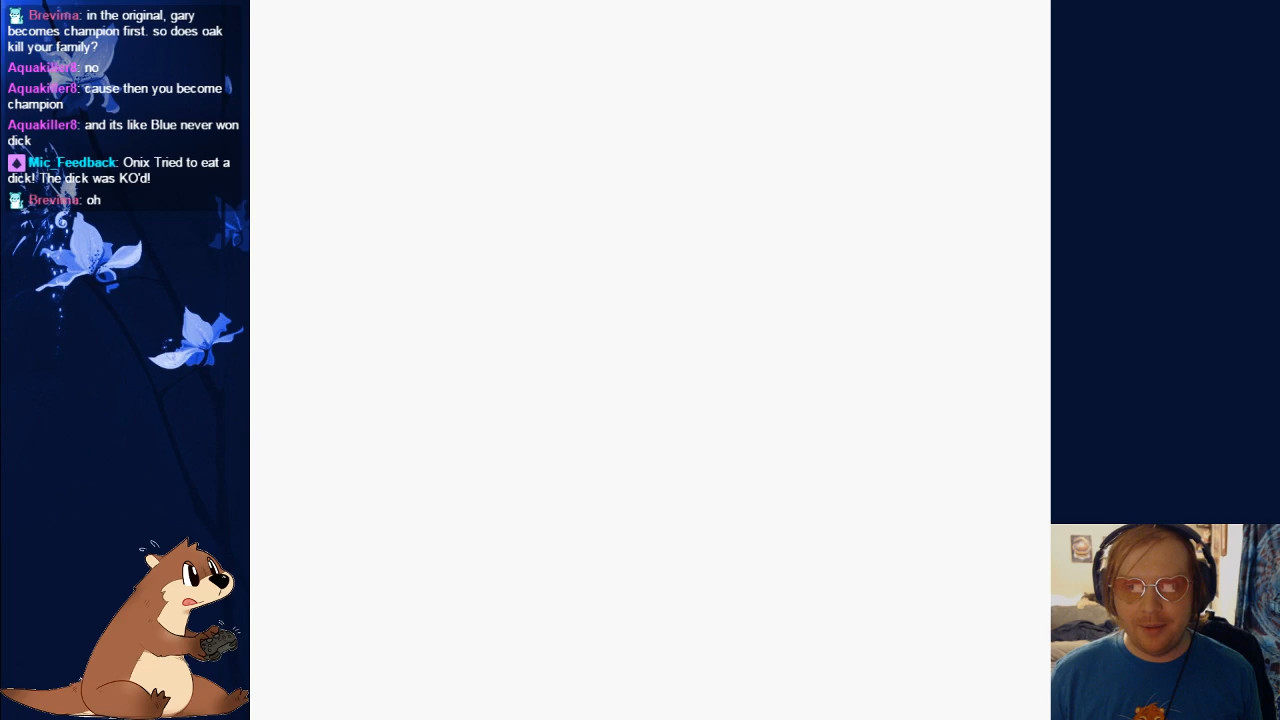 Brevima: in the original, gary
becomes champion first. so does oak
kill your family?
Aquakiller8: no
Aquakiller8: cause then you become
champion
Aquakiller8: and its like Blue never won
dick
Mic_Feedback: Onix Tried to eat a
dick! The dick was KO'd!
Brevima: oh